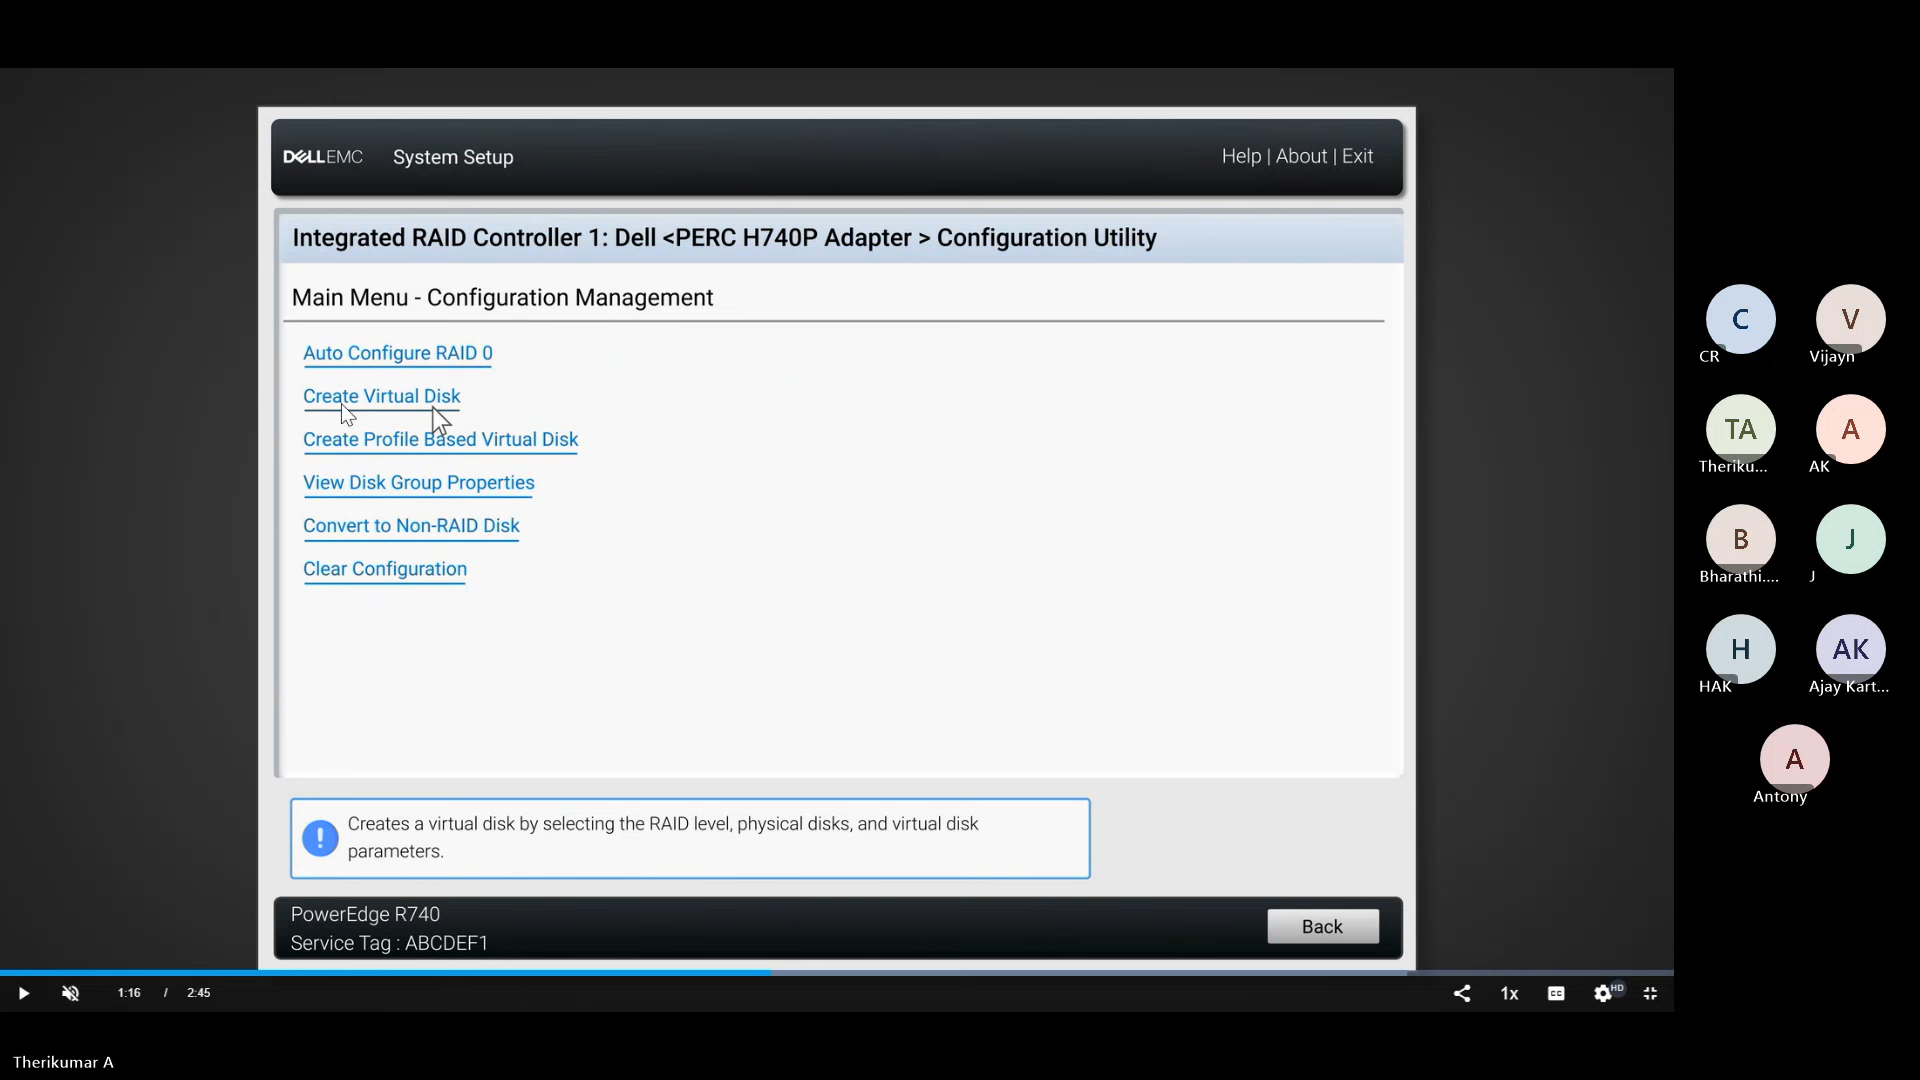 DELLEMC System Setup Help | About | Exit
Integrated RAID Controller 1: Dell <PERC H740P Adapter > Configuration Utility
Main Menu - Configuration Management
Auto Configure RAID 0
Create Virtual Disk
Create Profile Based Virtual Disk
View Disk Group Properties
Convert to Non-RAID Disk
Clear Configuration
Creates a virtual disk by selecting the RAID level, physical disks, and virtual disk
parameters.
PowerEdge R740
Service Tag : ABCDEF1
Back
1:16 / 2:45
1x
CC
HD
C
CR
V
Vijayn
TA
Theriku...
A
AK
B
Bharathi....
J
J
H
HAK
AK
Ajay Kart...
A
Antony
Therikumar A